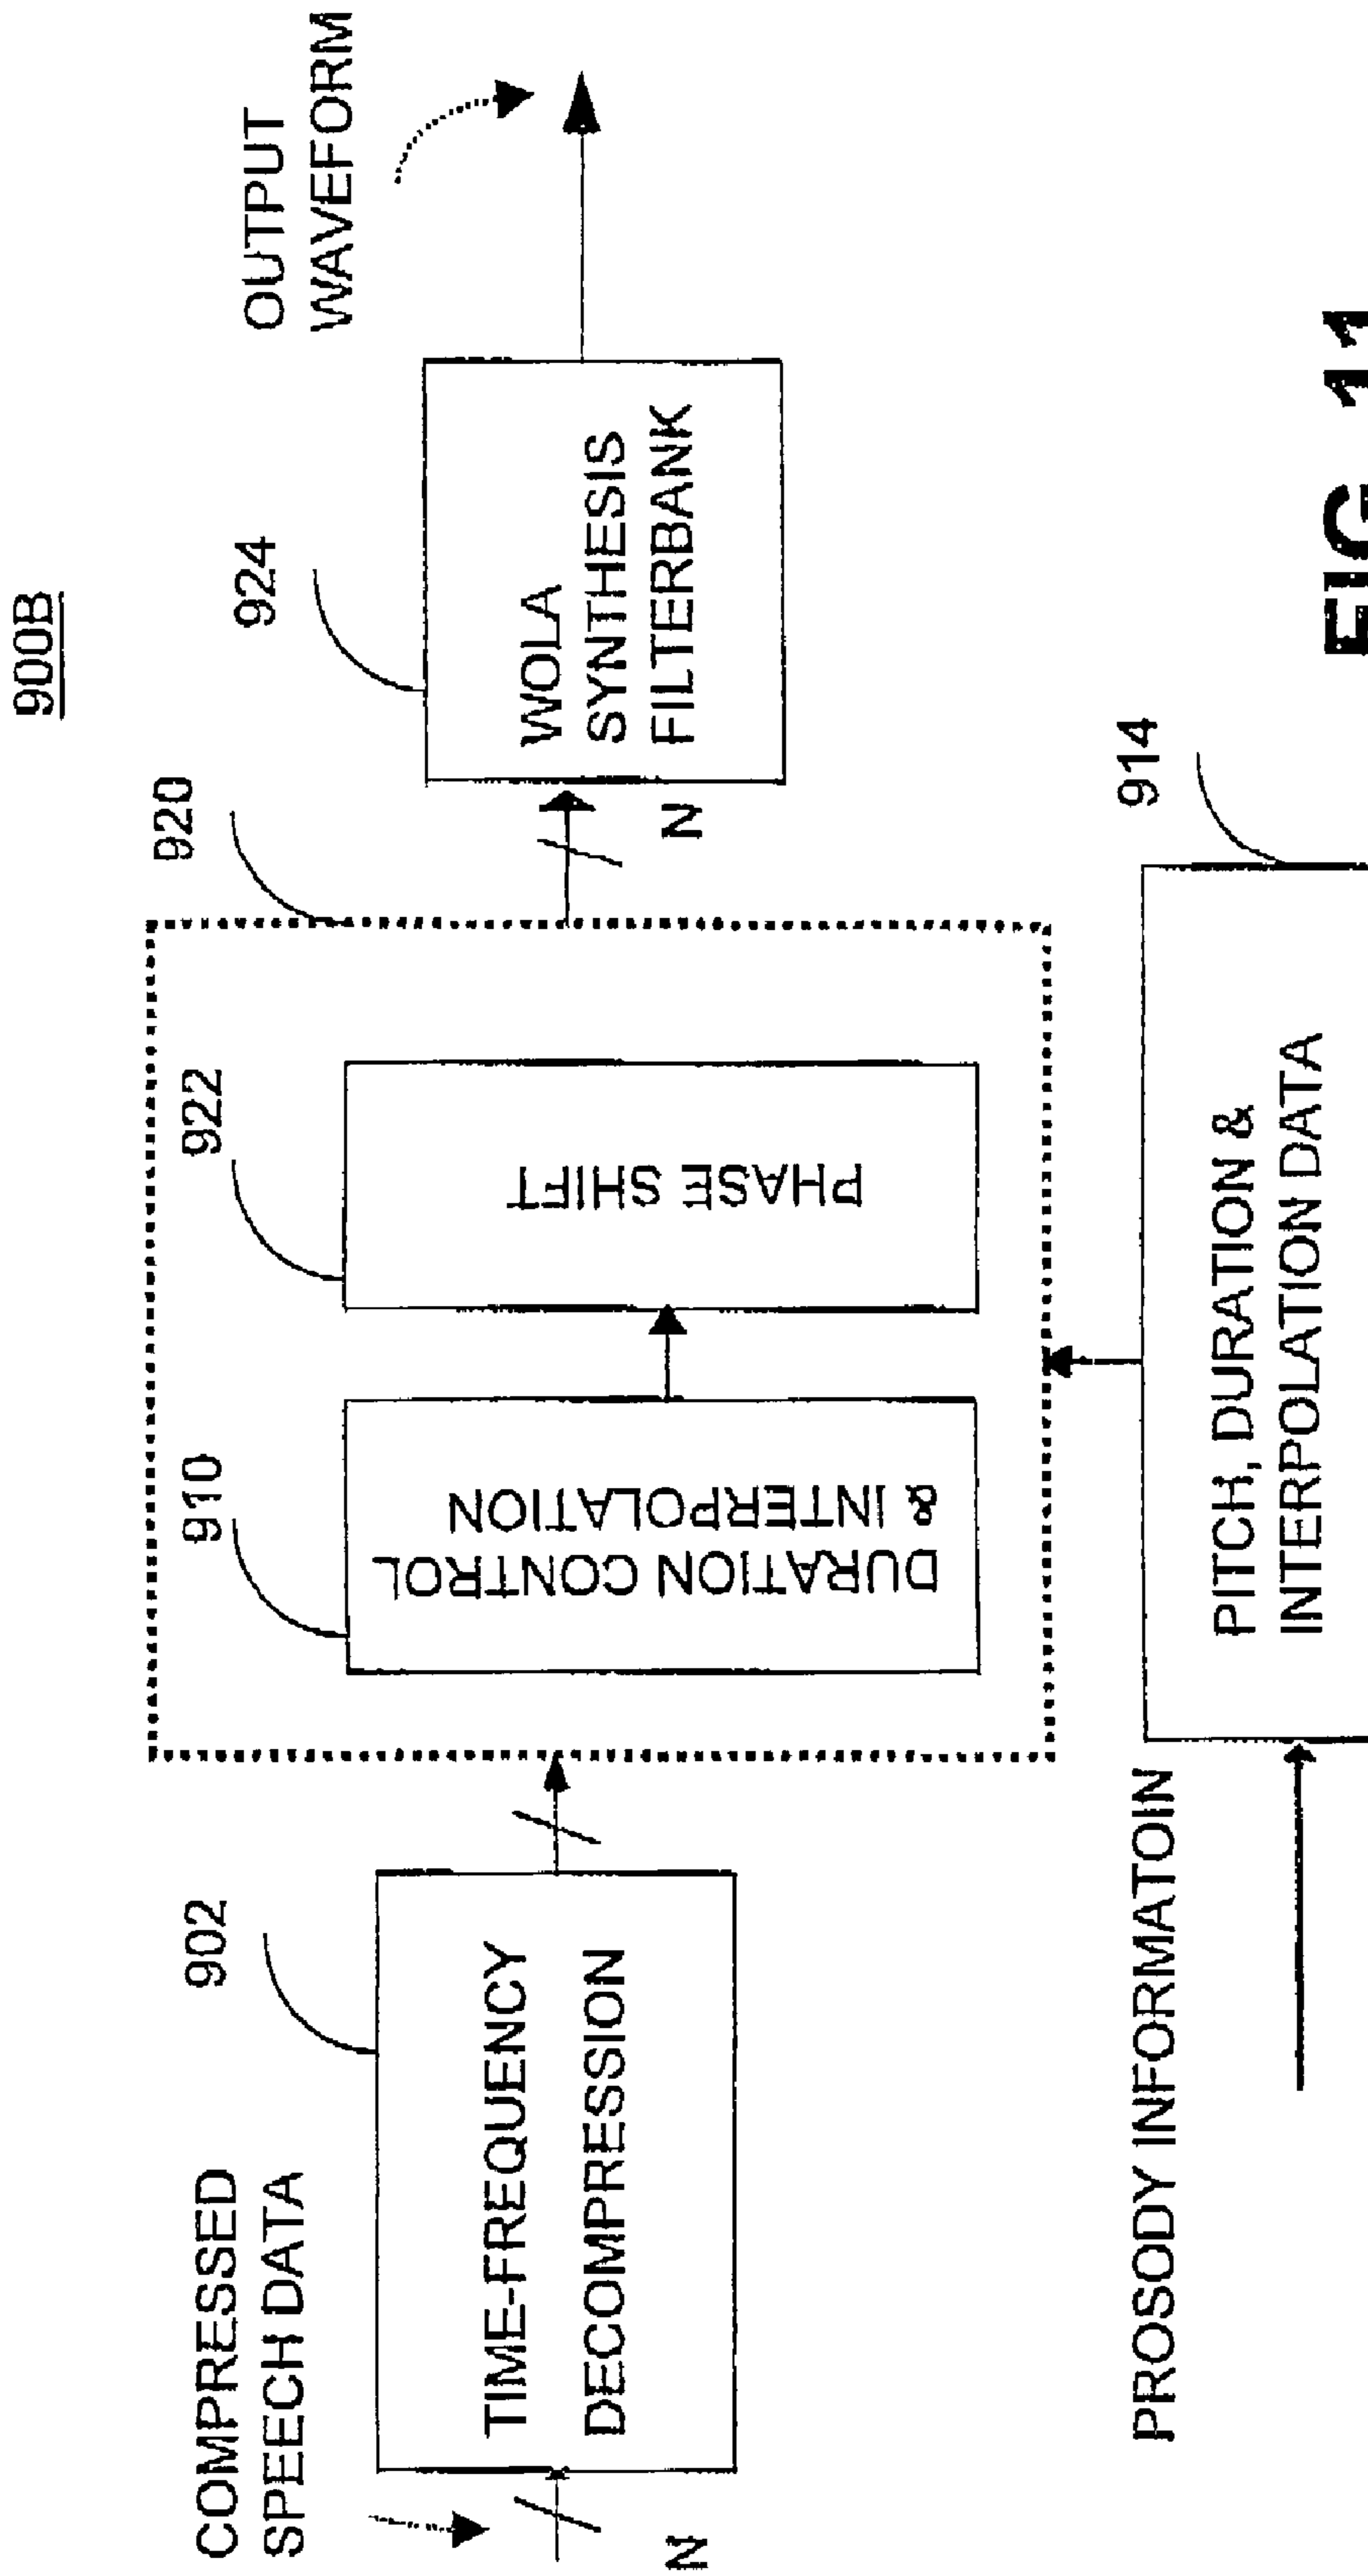 900B
COMPRESSED
SPEECH DATA
N
902
TIME-FREQUENCY
DECOMPRESSION
920
910
DURATION CONTROL
& INTERPOLATION
922
PHASE SHIFT
N
924
WOLA
SYNTHESIS
FILTERBANK
OUTPUT
WAVEFORM
PROSODY INFORMATOIN
914
PITCH, DURATION &
INTERPOLATION DATA
FIG. 11